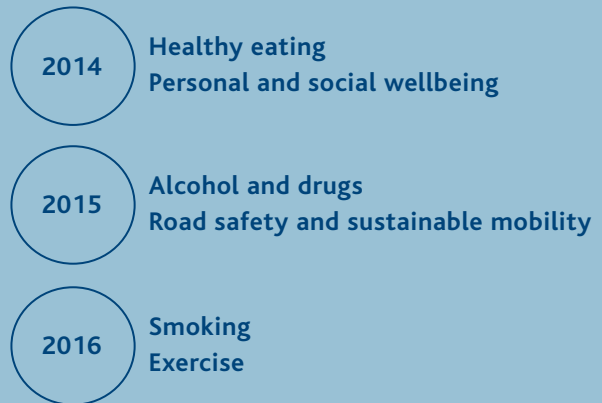 2014
Healthy eating
Personal and social wellbeing
2015
Alcohol and drugs
Road safety and sustainable mobility
2016
Smoking
Exercise